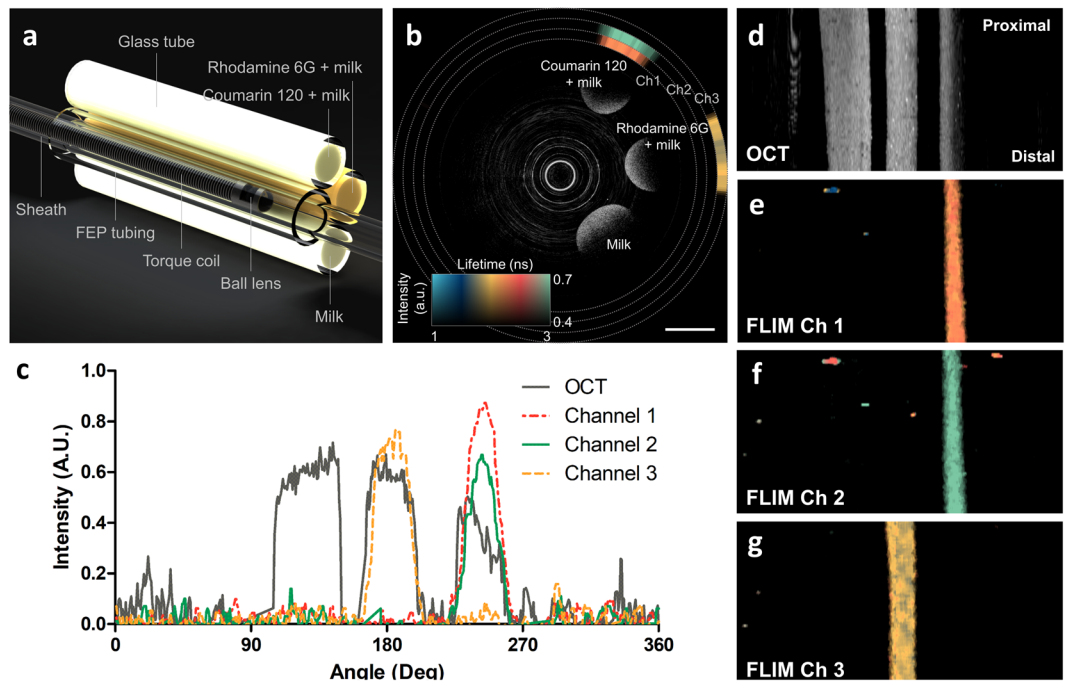 a
Glass tube
Rhodamine 6G + milk
Coumarin 120 + milk
Sheath
FEP tubing
Torque coil
Ball lens
Milk
b
Coumarin 120
+ milk
Ch1
Ch2
Ch3
Rhodamine 6G
+ milk
Milk
Lifetime (ns)
Intensity
(a.u.)
0.7
0.4
1
3
c
1.0
0.8
0.6
0.4
0.2
0.0
Intensity (A.U.)
0
90
180
270
360
Angle (Deg)
OCT
Channel 1
Channel 2
Channel 3
d
Proximal
OCT
Distal
e
FLIM Ch 1
f
FLIM Ch 2
g
FLIM Ch 3